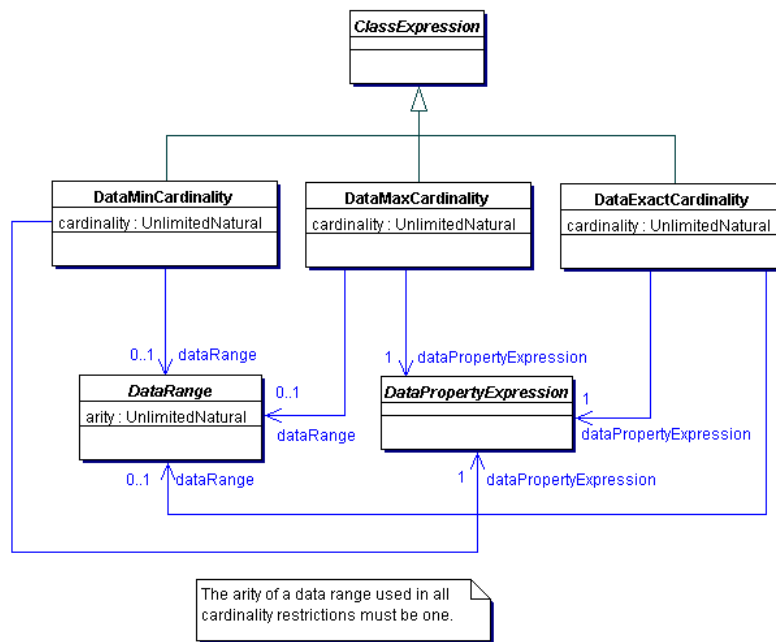 ClassExpression
DataMinCardinality
cardinality : UnlimitedNatural
DataMaxCardinality
cardinality : UnlimitedNatural
DataExactCardinality
cardinality : UnlimitedNatural
0..1 dataRange
1 dataPropertyExpression
DataRange
arity : UnlimitedNatural
0..1
dataRange
DataPropertyExpression
1
dataPropertyExpression
0..1 dataRange
1 dataPropertyExpression
The arity of a data range used in all
cardinality restrictions must be one.